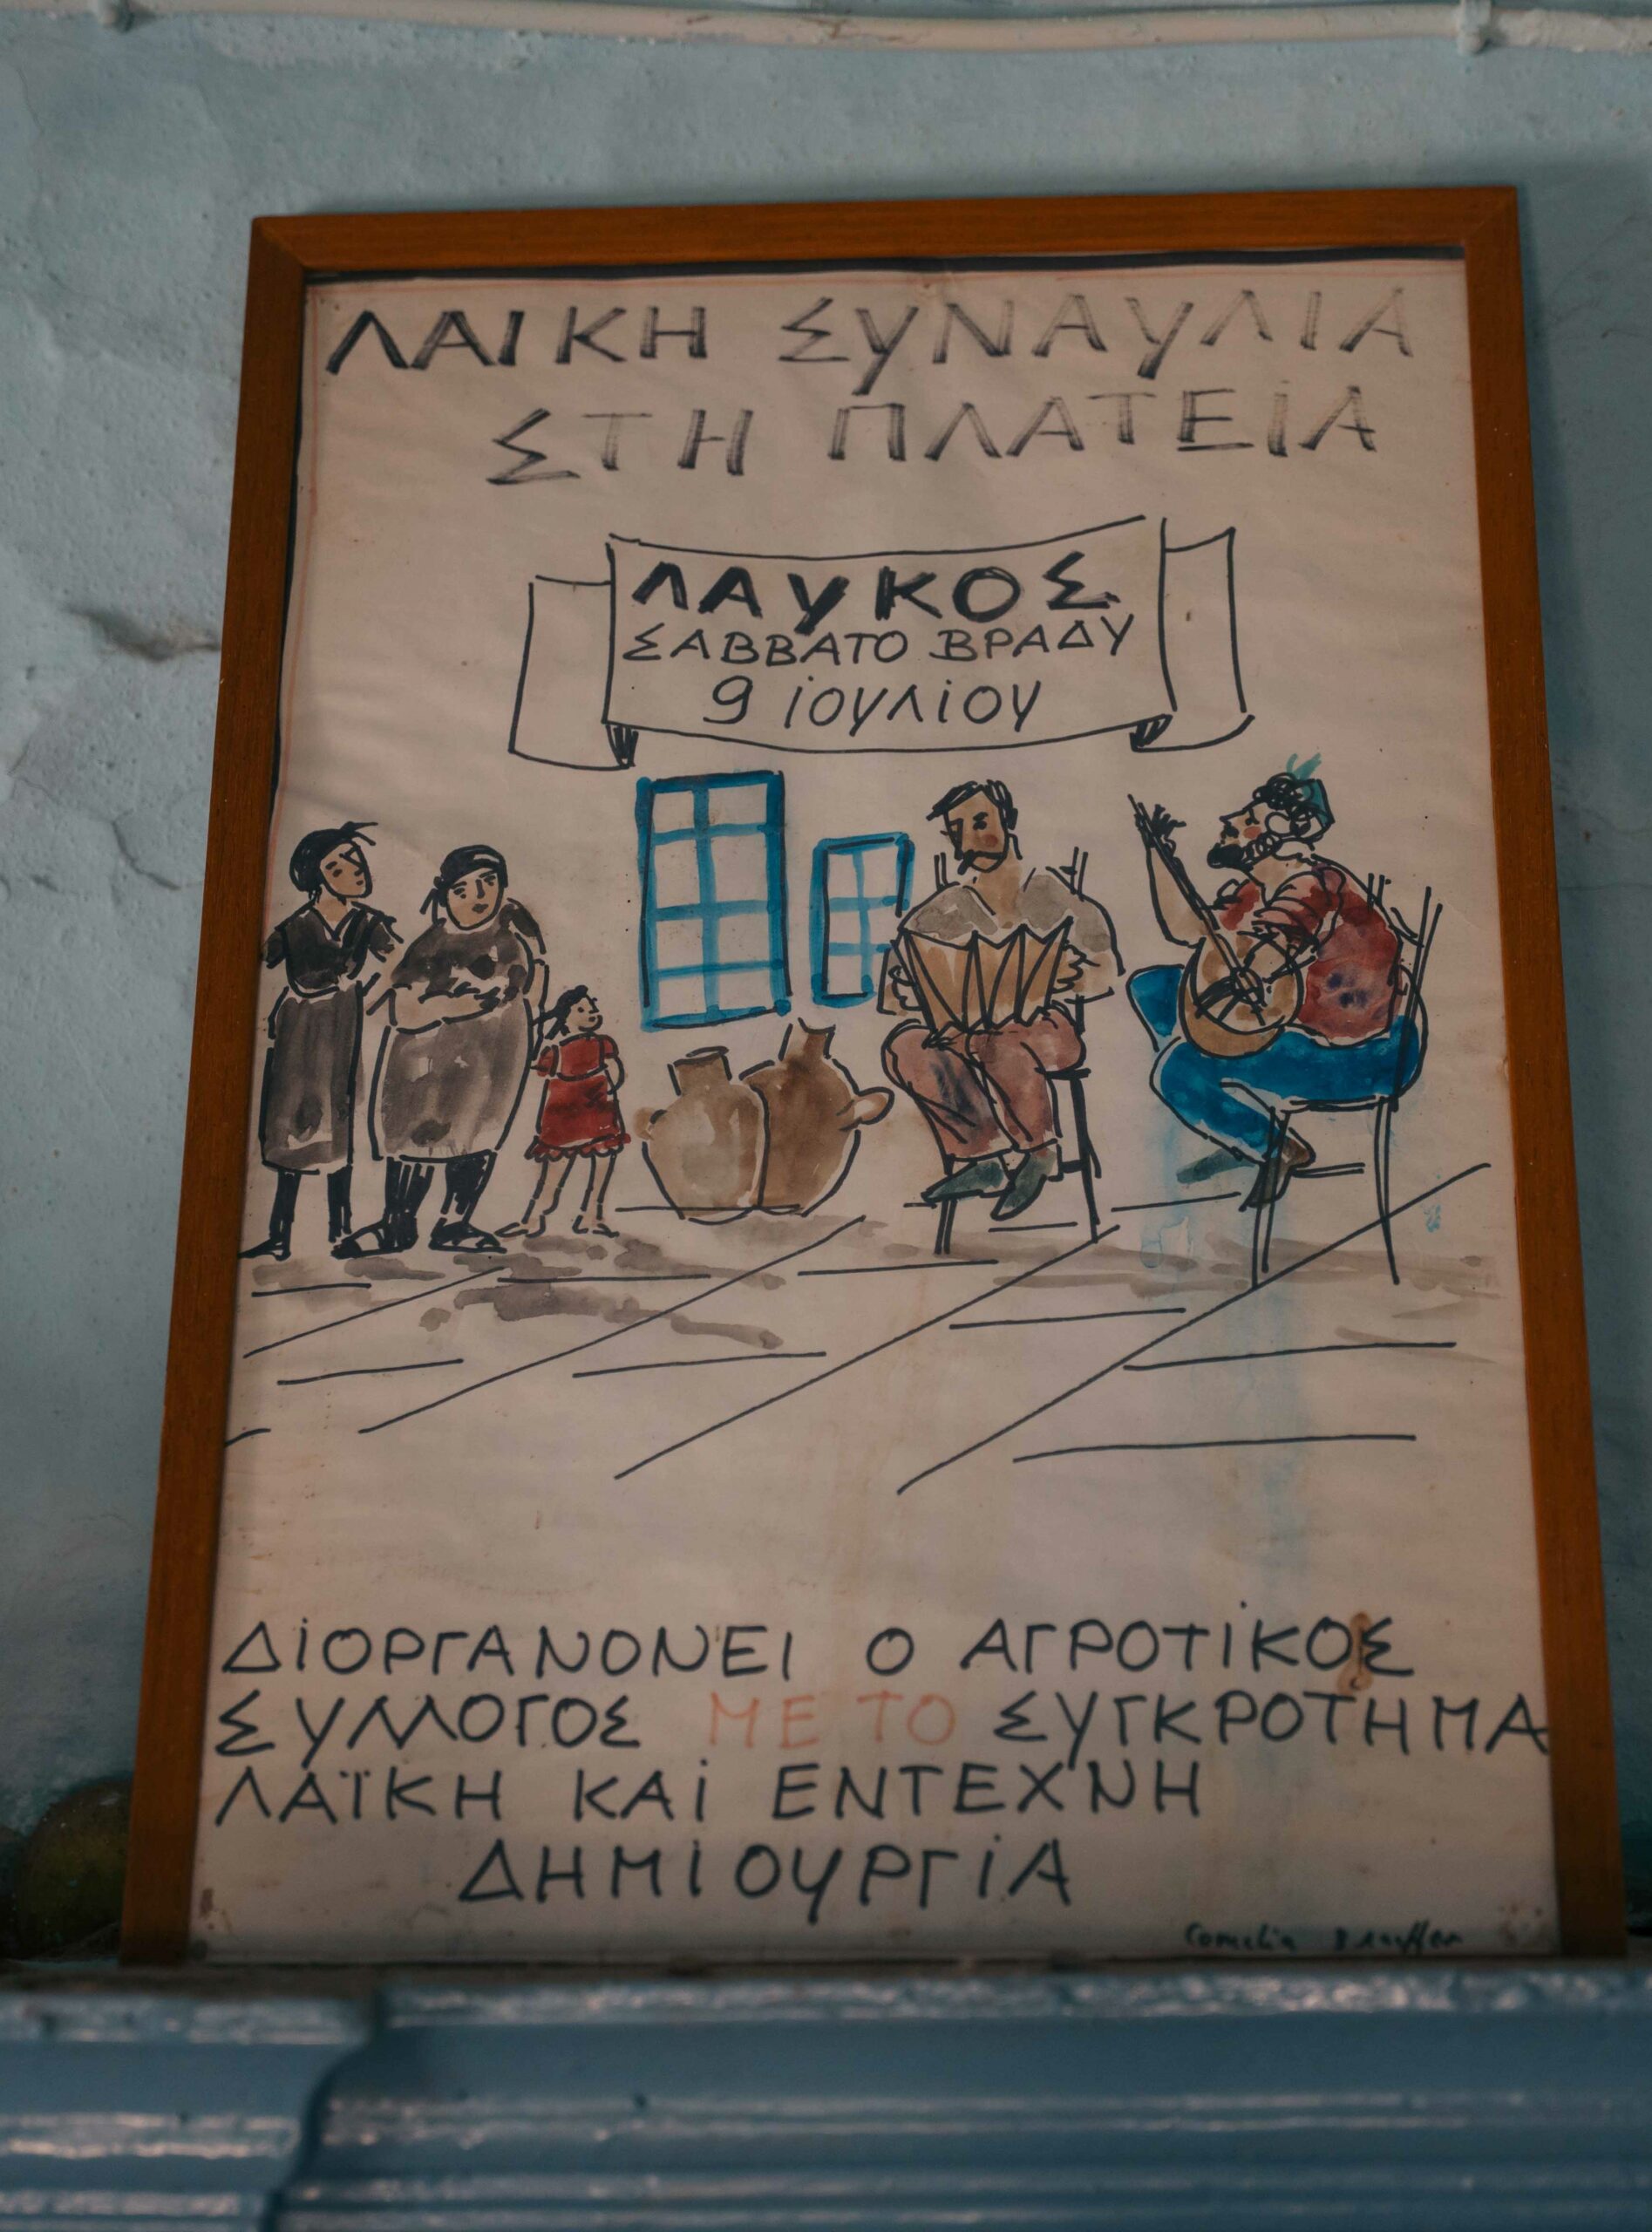 ΛΑΙΚΗ ΣΥΝΑΥΛΙΑ
ΣΤΗ ΠΛΑΤΕΙΑ
ΛΑΥΚΟΣ
ΣΑΒΒΑΤΟ ΒΡΑΔΥ
9 ΙΟΥΛΙΟΥ
ΔΙΟΡΓΑΝΟΝΕΙ Ο ΑΓΡΟΤΙΚΟΣ
ΣΥΛΛΟΓΟΣ ΜΕ ΤΟ ΣΥΓΚΡΟΤΗΜΑ
ΛΑΪΚΗ ΚΑΙ ΕΝΤΕΧΝΗ
ΔΗΜΙΟΥΡΓΙΑ
Cornelia